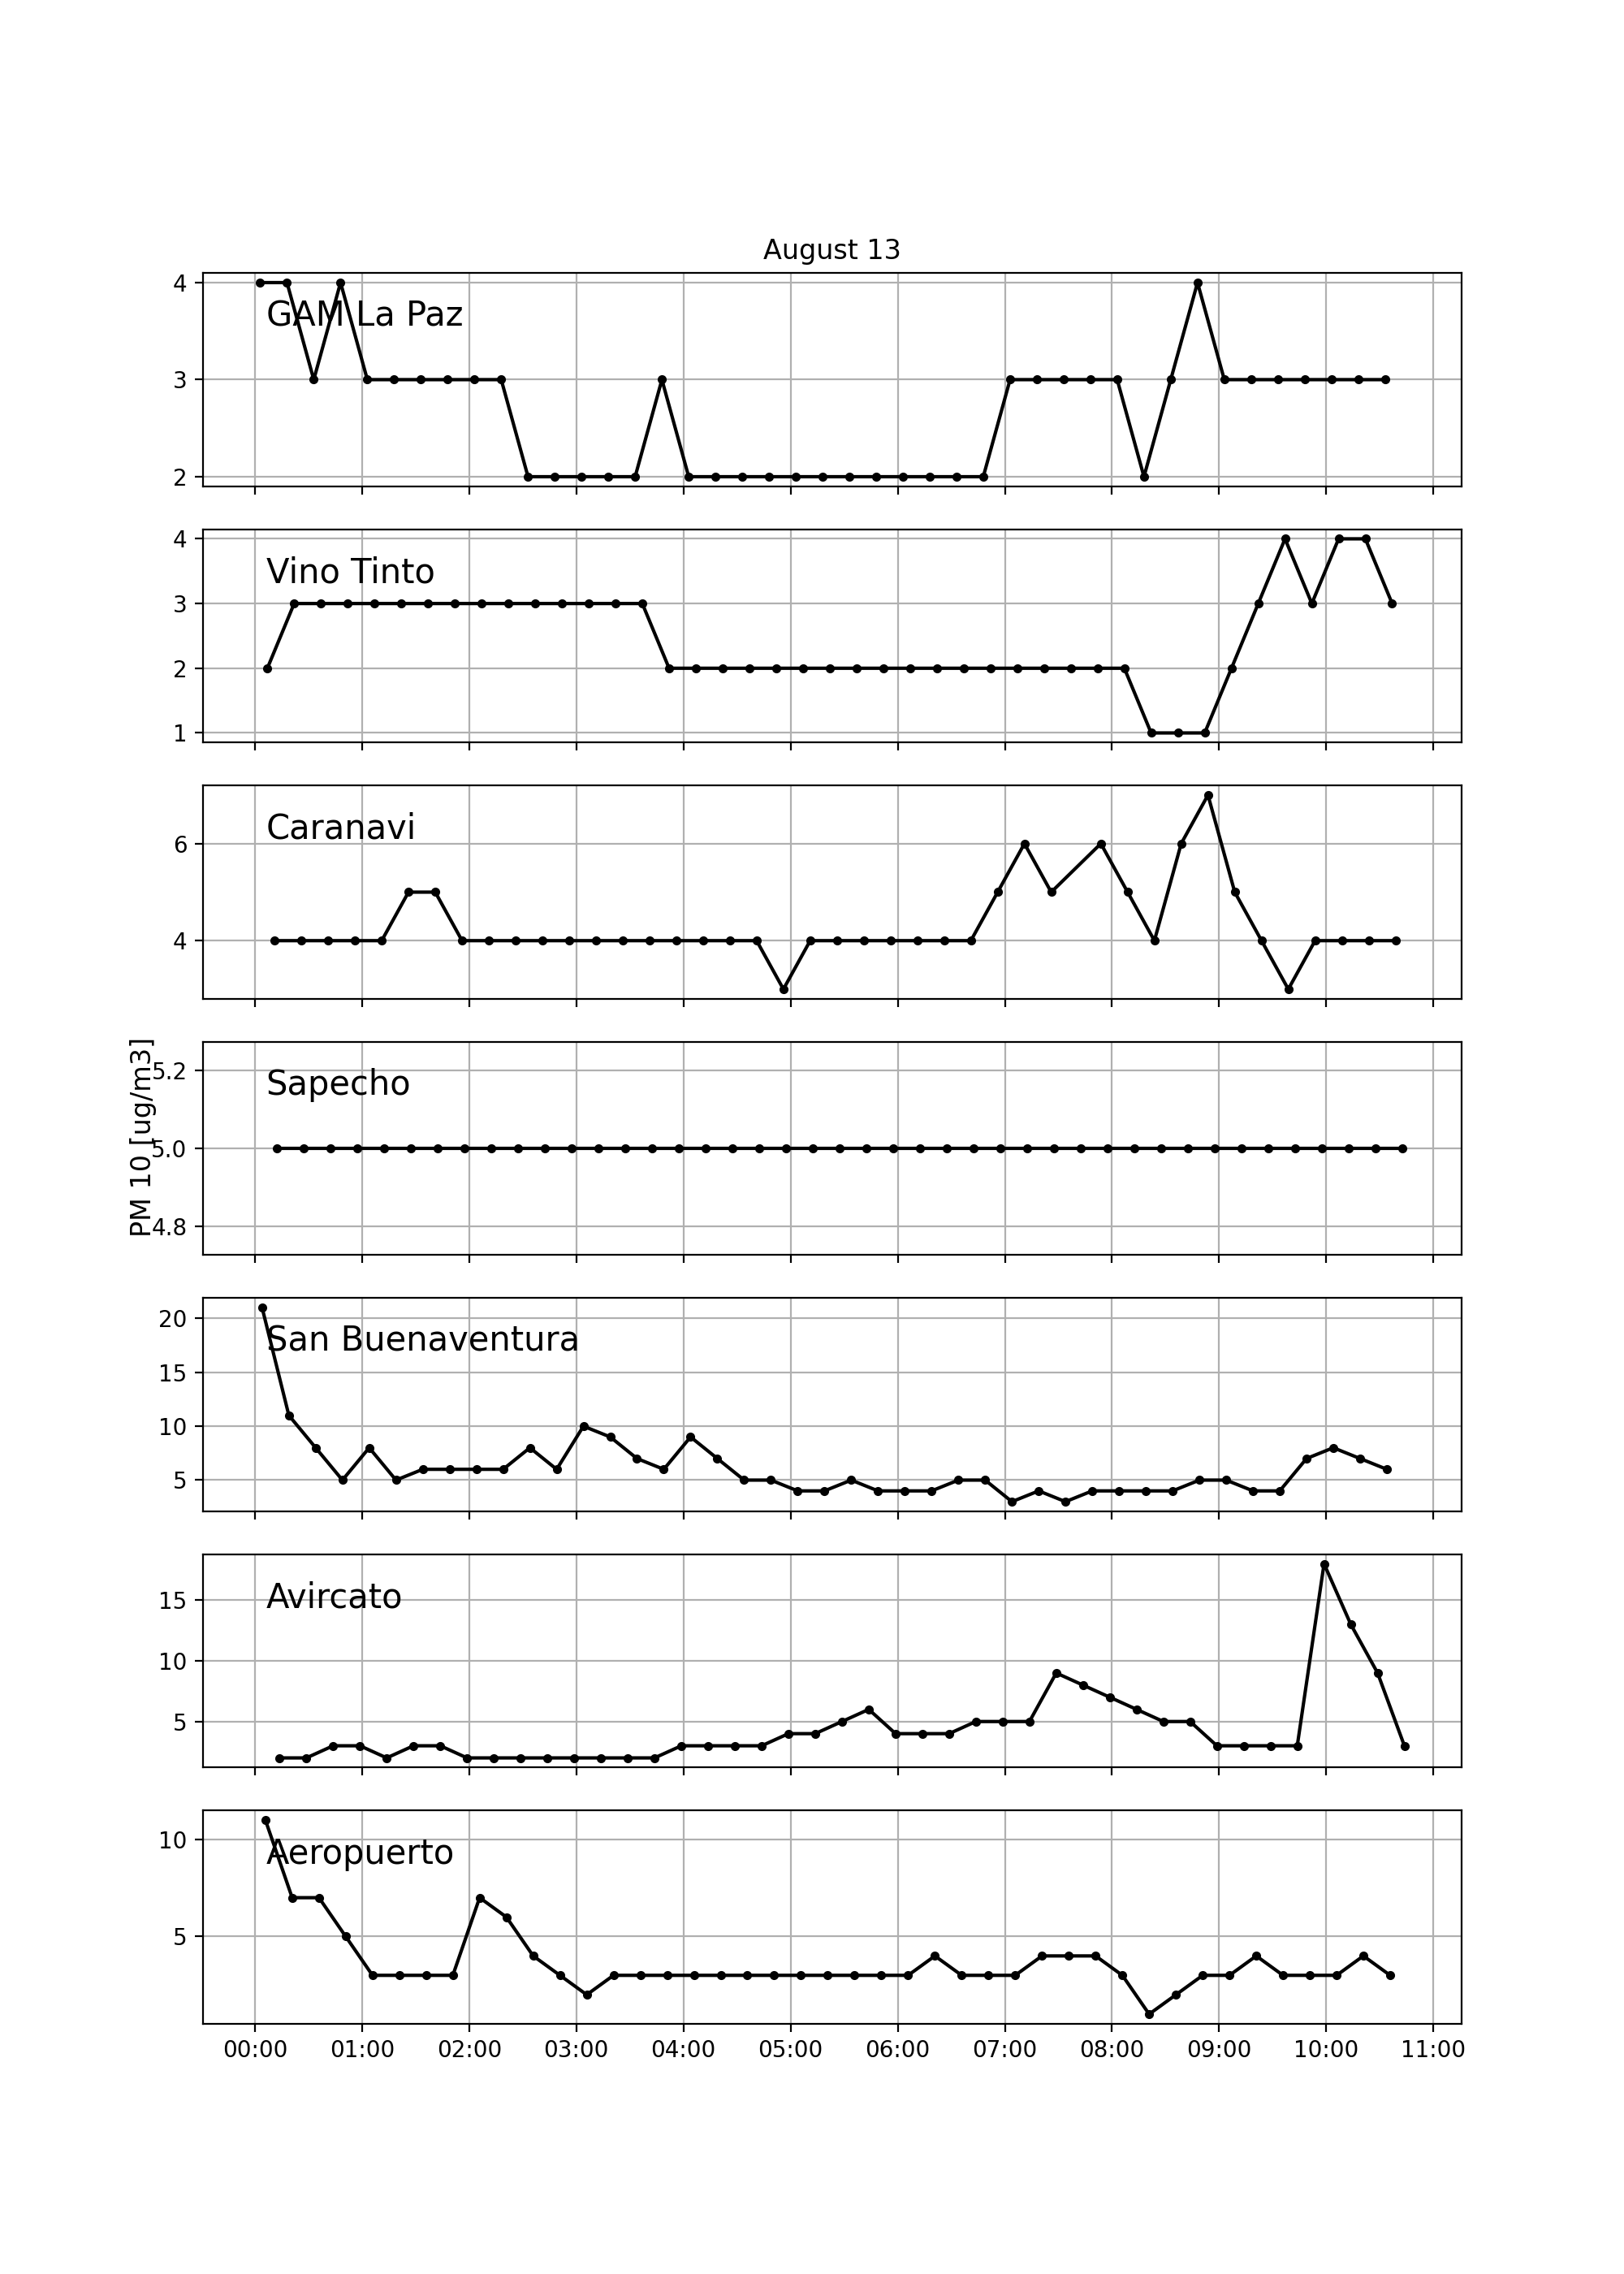 August 13
4
GAM La Paz
3
2
4
Vino Tinto
3
2
1
Caranavi
6
4
PM 10 [ug/m3]
5.2
Sapecho
5.0
4.8
20
San Buenaventura
15
10
5
Avircato
15
10
5
10
Aeropuerto
5
00:00 01:00 02:00 03:00 04:00 05:00 06:00 07:00 08:00 09:00 10:00 11:00